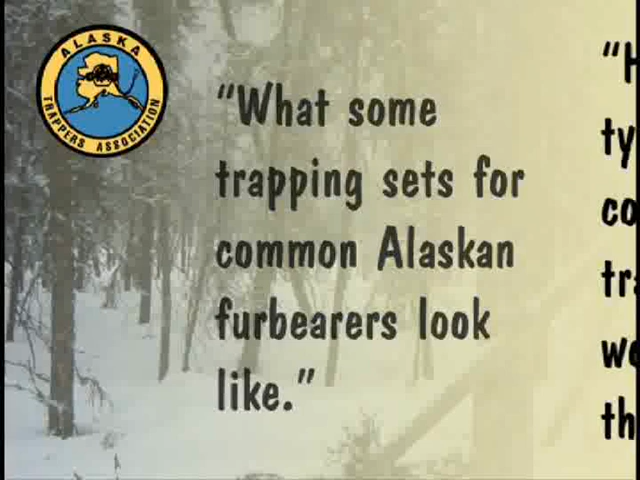 ALASKA
TRAPPERS ASSOCIATION
“What some
trapping sets for
common Alaskan
furbearers look
like.”